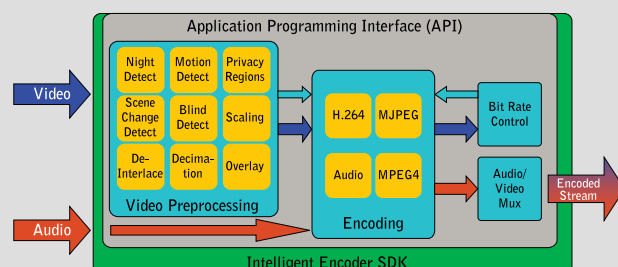 Application Programming Interface (API)
Night
Detect
Motion
Detect
Privacy
Regions
Scene
Change
Detect
Blind
Detect
Scaling
De-
Interlace
Decima-
tion
Overlay
Video Preprocessing
Video
Audio
H.264
MJPEG
Audio
MPEG4
Encoding
Bit Rate
Control
Audio/
Video
Mux
Encoded
Stream
Intelligent Encoder SDK